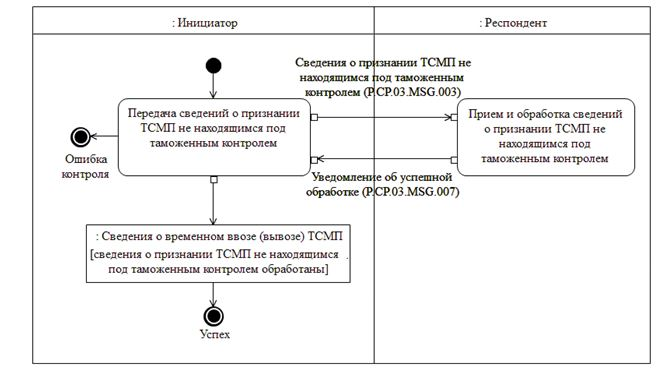 : Инициатор
: Респондент
Сведения о признании ТСМП не
находящимся под таможенным
контролем (P.CP.03.MSG.003)
Передача сведений о признании
ТСМП не находящимся под
таможенным контролем
Прием и обработка сведений
о признании ТСМП не
находящимся под
таможенным контролем
Ошибка
контроля
Уведомление об успешной
обработке (P.CP.03.MSG.007)
: Сведения о временном ввозе (вывозе) ТСМП
[сведения о признании ТСМП не находящимся
под таможенным контролем обработаны]
Успех